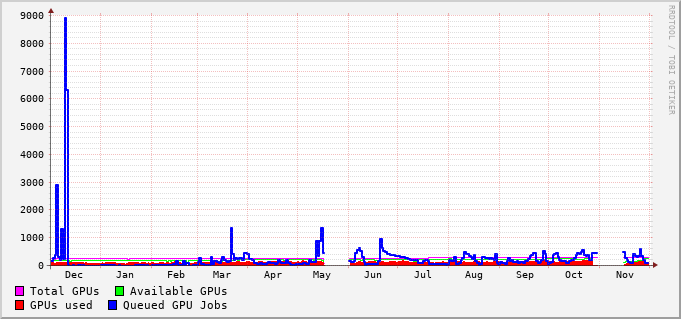 RRDTOOL / TOBI OETIKER
9000
8000
7000
6000
5000
4000
3000
2000
1000
0
Dec Jan Feb Mar Apr May Jun Jul Aug Sep Oct Nov
Total GPUs Available GPUs
GPUs used Queued GPU Jobs